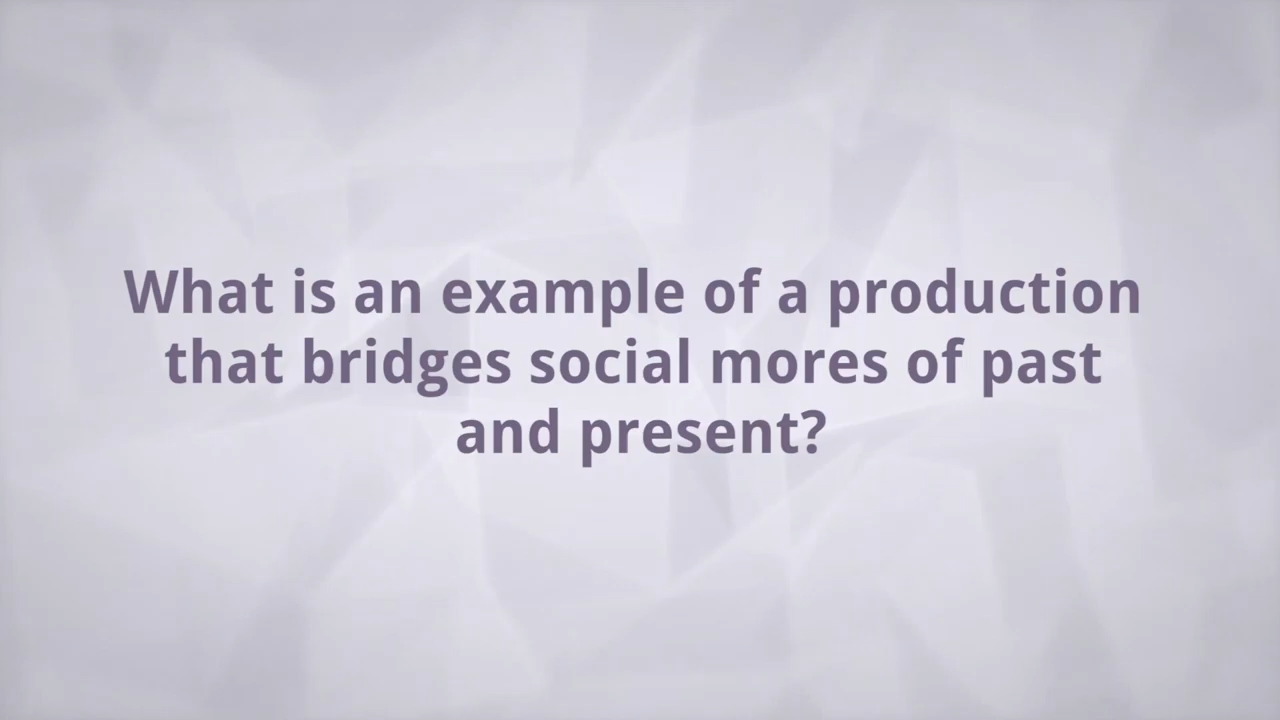 What is an example of a production
that bridges social mores of past
and present?